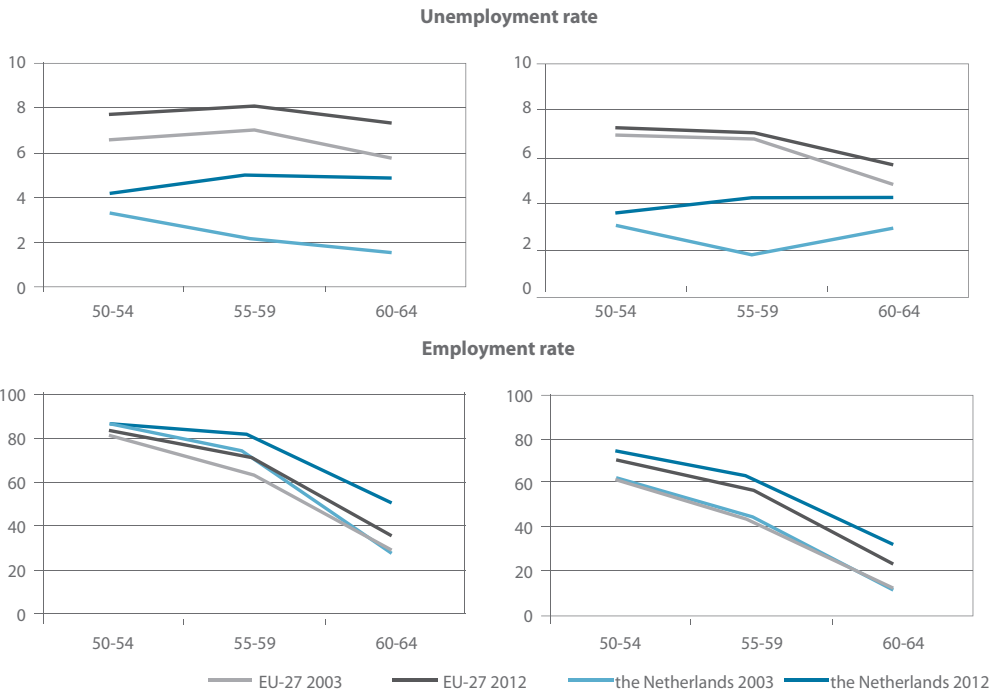 Unemployment rate
10 10
8 8
6 6
4 4
2 2
0 0
50-54 55-59 60-64 50-54 55-59 60-64
Employment rate
100 100
80 80
60 60
40 40
20 20
0 0
50-54 55-59 60-64 50-54 55-59 60-64
EU-27 2003 EU-27 2012 the Netherlands 2003 the Netherlands 2012